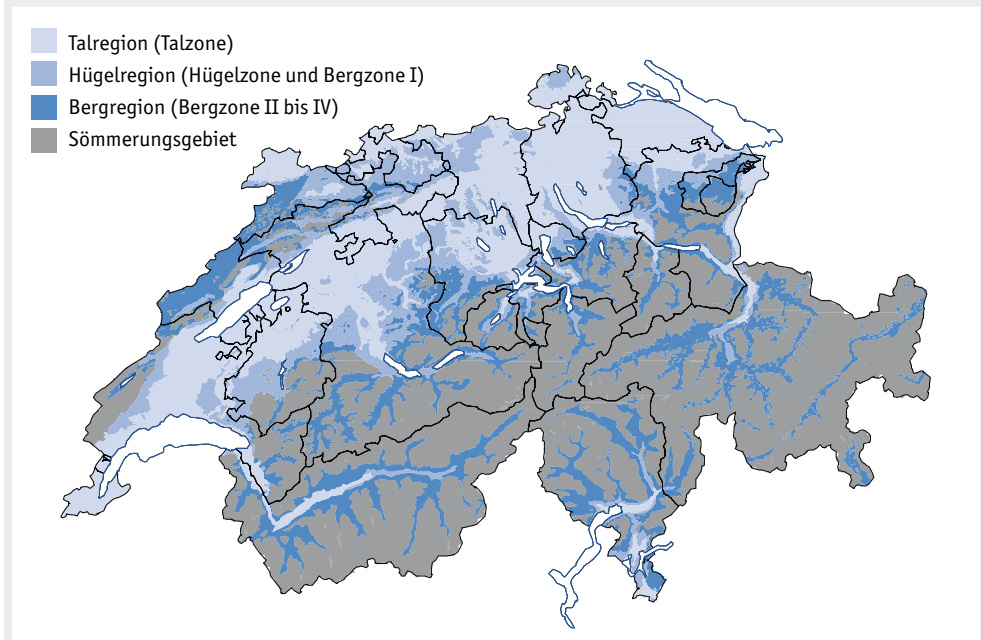 Talregion (Talzone)
Hügelregion (Hügelzone und Bergzone I)
Bergregion (Bergzone II bis IV)
Sömmerungsgebiet